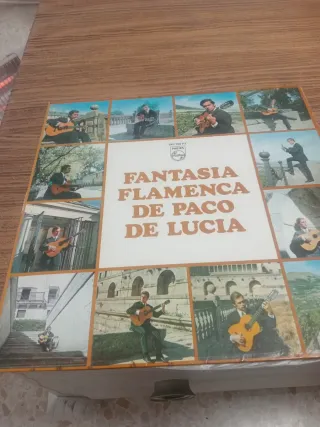 FANTASIA
FLAMENCA
DE PACO
DE LUCIA